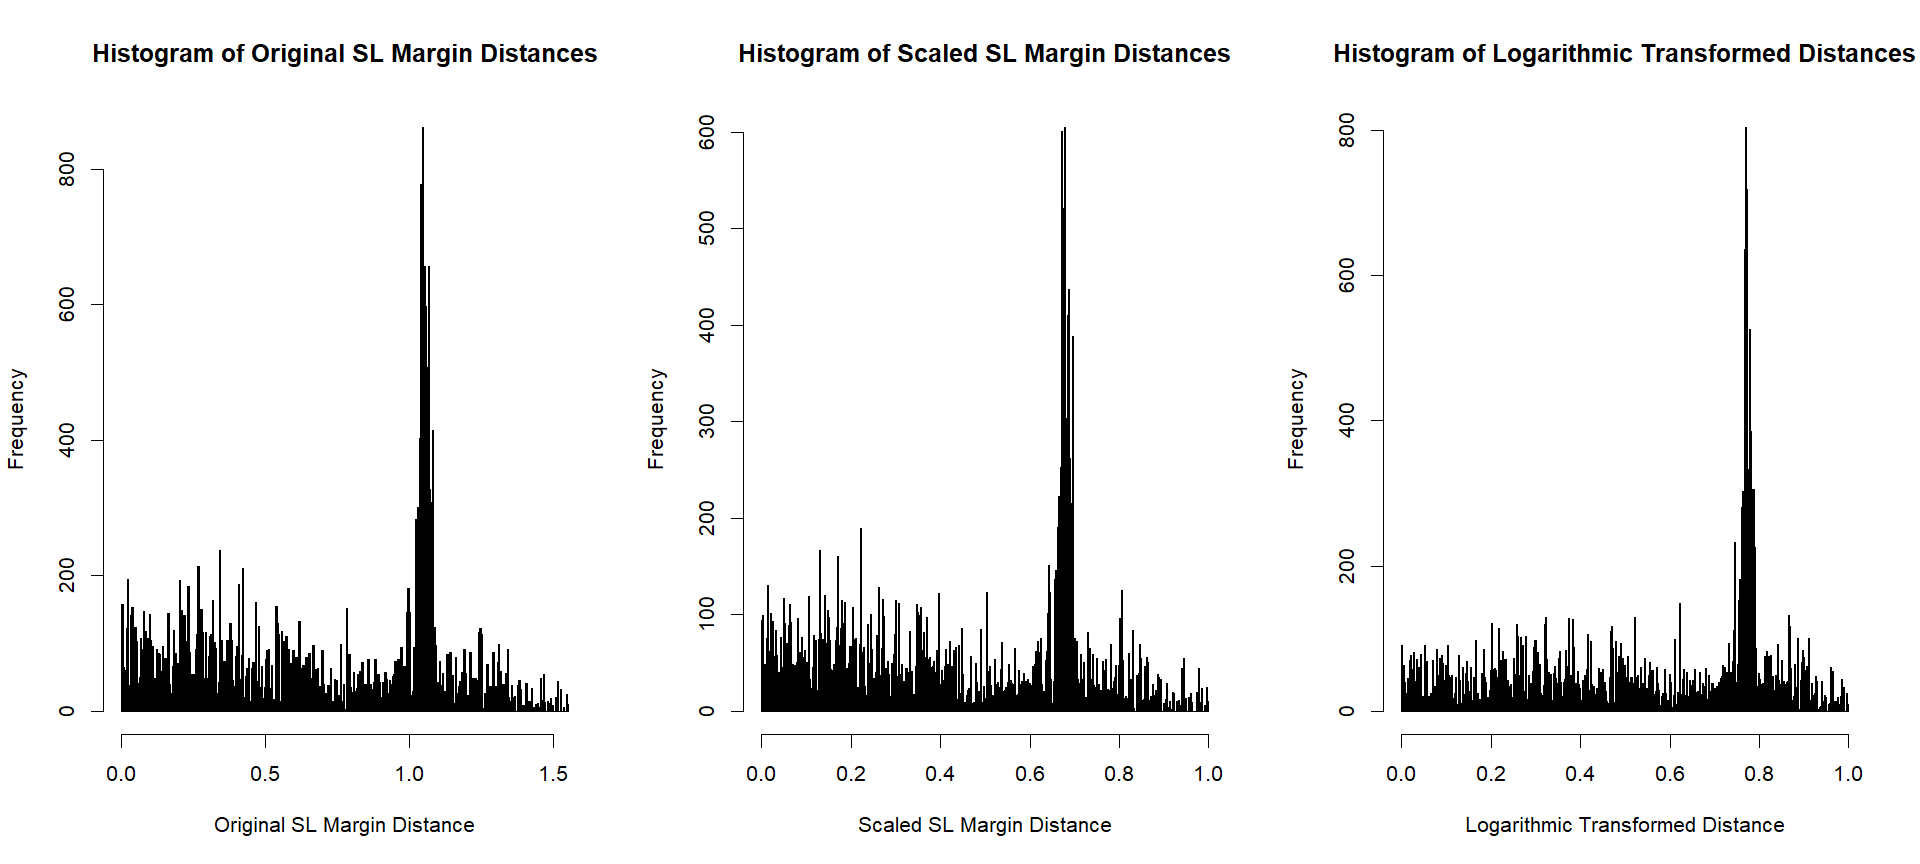 Histogram of Original SL Margin Distances
Frequency
0
200
400
600
800
0.0 0.5 1.0 1.5
Original SL Margin Distance
Histogram of Scaled SL Margin Distances
Frequency
0
100
200
300
400
500
600
0.0 0.2 0.4 0.6 0.8 1.0
Scaled SL Margin Distance
Histogram of Logarithmic Transformed Distances
Frequency
0
200
400
600
800
0.0 0.2 0.4 0.6 0.8 1.0
Logarithmic Transformed Distance